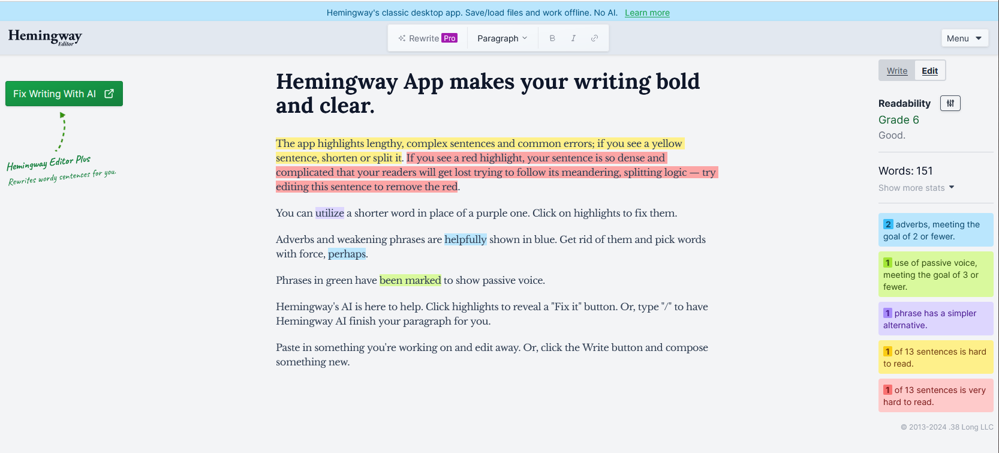 Hemingway's classic desktop app. Save/load files and work offline. No AI. Learn more
Hemingway
Editor
Rewrite Pro
Paragraph
B
I
Menu
Fix Writing With AI
Hemingway Editor Plus
Rewrites wordy sentences for you.
Hemingway App makes your writing bold
and clear.
The app highlights lengthy, complex sentences and common errors; if you see a yellow
sentence, shorten or split it. If you see a red highlight, your sentence is so dense and
complicated that your readers will get lost trying to follow its meandering, splitting logic — try
editing this sentence to remove the red.
You can utilize a shorter word in place of a purple one. Click on highlights to fix them.
Adverbs and weakening phrases are helpfully shown in blue. Get rid of them and pick words
with force, perhaps.
Phrases in green have been marked to show passive voice.
Hemingway's AI is here to help. Click highlights to reveal a "Fix it" button. Or, type "/" to have
Hemingway AI finish your paragraph for you.
Paste in something you're working on and edit away. Or, click the Write button and compose
something new.
Write
Edit
Readability
Grade 6
Good.
Words: 151
Show more stats
2 adverbs, meeting the
goal of 2 or fewer.
1 use of passive voice,
meeting the goal of 3 or
fewer.
1 phrase has a simpler
alternative.
1 of 13 sentences is hard
to read.
1 of 13 sentences is very
hard to read.
© 2013-2024 .38 Long LLC